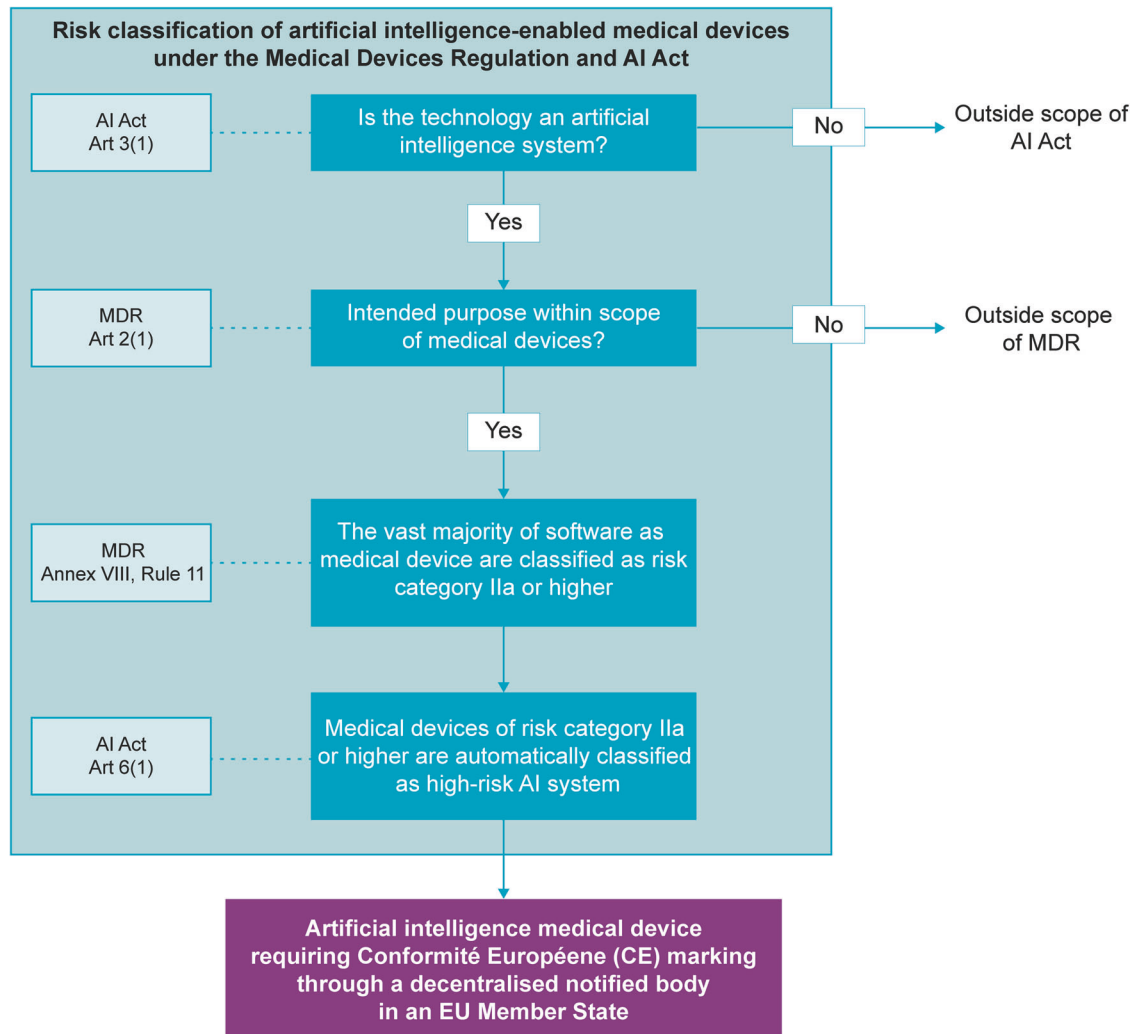 Risk classification of artificial intelligence-enabled medical devices
under the Medical Devices Regulation and AI Act
AI Act
Art 3(1)
Is the technology an artificial
intelligence system?
No
Outside scope of
AI Act
Yes
MDR
Art 2(1)
Intended purpose within scope
of medical devices?
No
Outside scope
of MDR
Yes
MDR
Annex VIII, Rule 11
The vast majority of software as
medical device are classified as risk
category IIa or higher
AI Act
Art 6(1)
Medical devices of risk category IIa
or higher are automatically classified
as high-risk AI system
Artificial intelligence medical device
requiring Conformité Européene (CE) marking
through a decentralised notified body
in an EU Member State